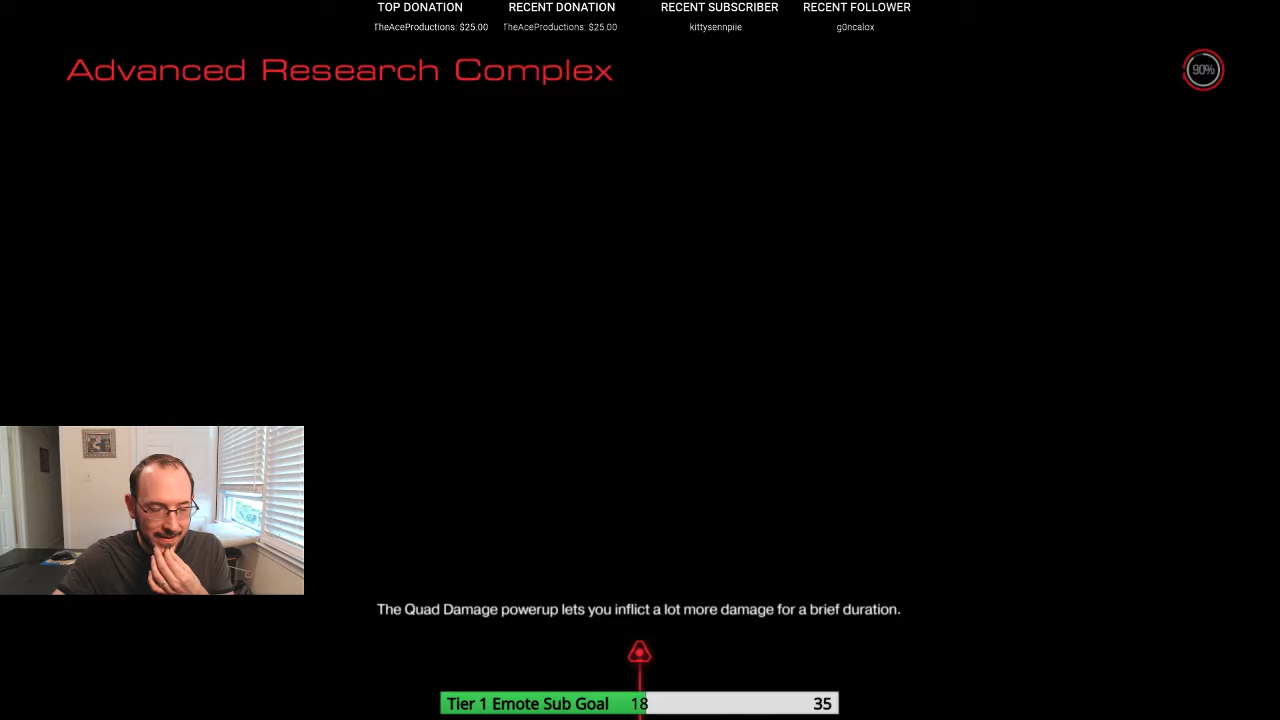 TOP DONATION
RECENT DONATION
RECENT SUBSCRIBER
RECENT FOLLOWER
TheAceProductions: $25.00
TheAceProductions: $25.00
kittysennpiie
g0ncalox
Advanced Research Complex
90%
The Quad Damage powerup lets you inflict a lot more damage for a brief duration.
Tier 1 Emote Sub Goal 18 35